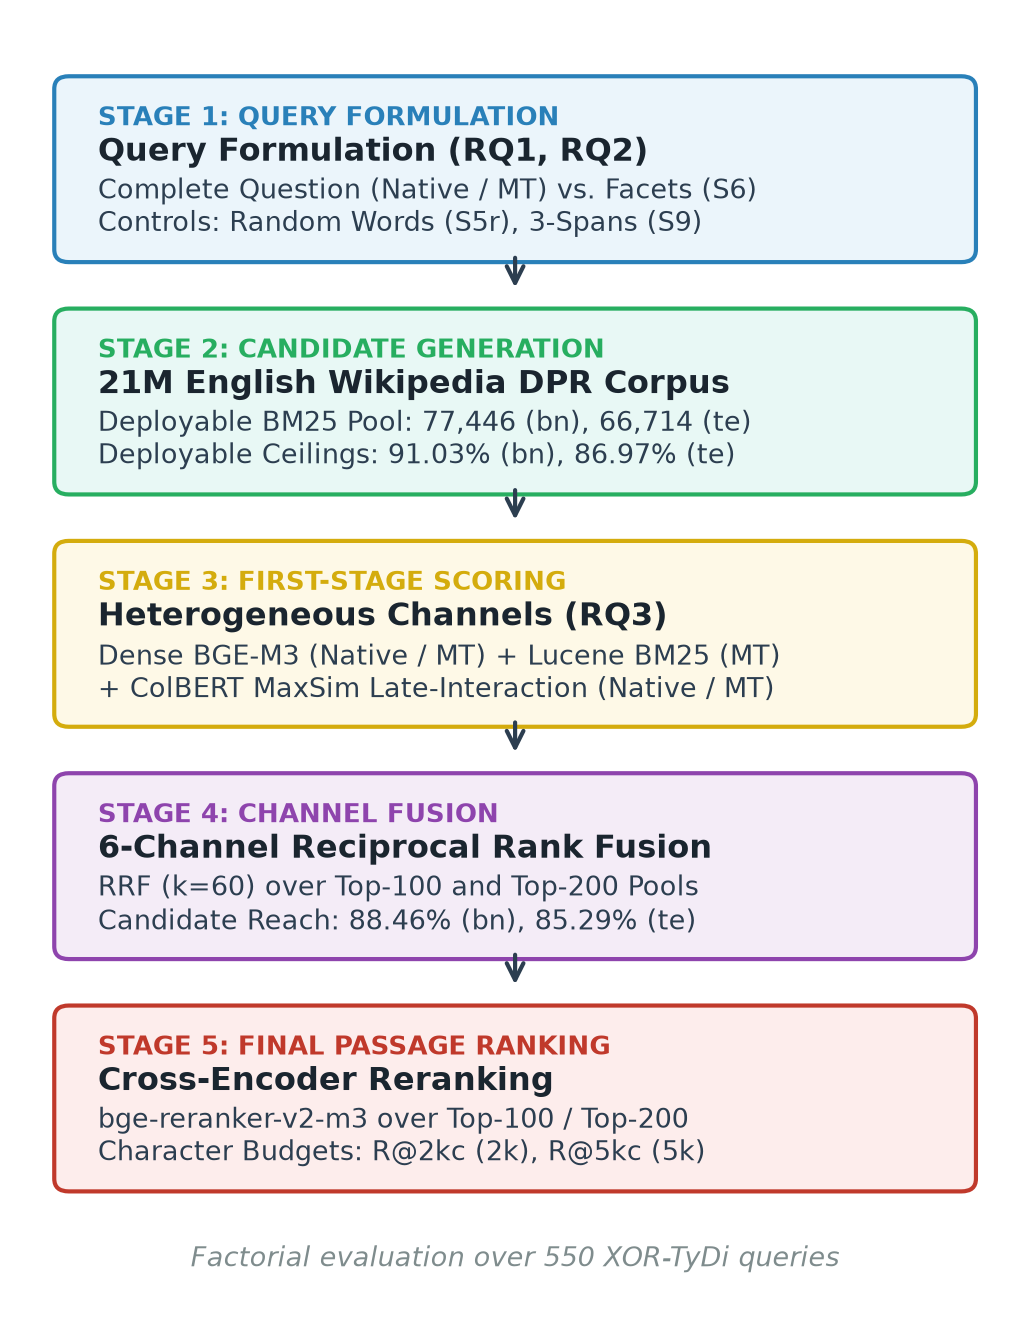 STAGE 1: QUERY FORMULATION
Query Formulation (RQ1, RQ2)
Complete Question (Native / MT) vs. Facets (S6)
Controls: Random Words (S5r), 3-Spans (S9)
STAGE 2: CANDIDATE GENERATION
21M English Wikipedia DPR Corpus
Deployable BM25 Pool: 77,446 (bn), 66,714 (te)
Deployable Ceilings: 91.03% (bn), 86.97% (te)
STAGE 3: FIRST-STAGE SCORING
Heterogeneous Channels (RQ3)
Dense BGE-M3 (Native / MT) + Lucene BM25 (MT)
+ ColBERT MaxSim Late-Interaction (Native / MT)
STAGE 4: CHANNEL FUSION
6-Channel Reciprocal Rank Fusion
RRF (k=60) over Top-100 and Top-200 Pools
Candidate Reach: 88.46% (bn), 85.29% (te)
STAGE 5: FINAL PASSAGE RANKING
Cross-Encoder Reranking
bge-reranker-v2-m3 over Top-100 / Top-200
Character Budgets: R@2kc (2k), R@5kc (5k)
Factorial evaluation over 550 XOR-TyDi queries